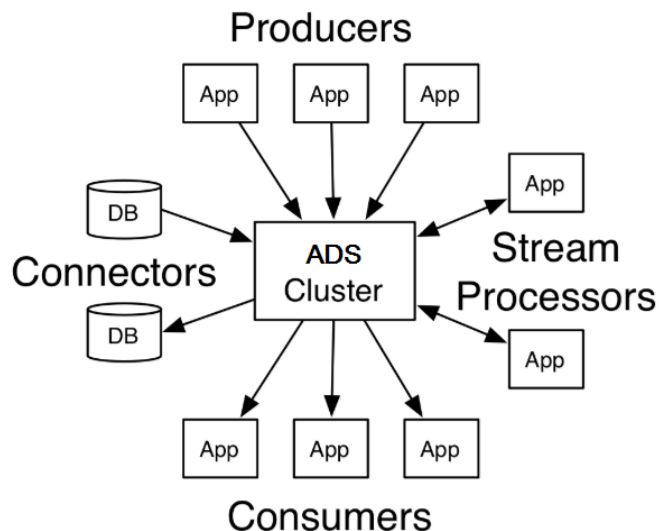 Producers
App
App
App
DB
App
ADS
Cluster
Connectors
Stream
Processors
DB
App
App
App
App
Consumers